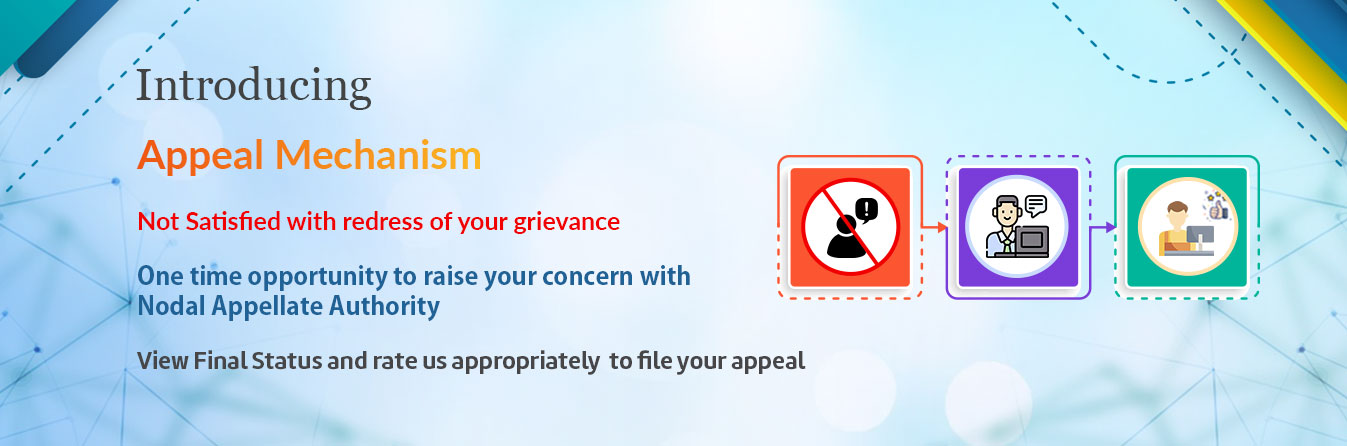 Introducing
Appeal Mechanism
Not Satisfied with redress of your grievance
One time opportunity to raise your concern with
Nodal Appellate Authority
View Final Status and rate us appropriately to file your appeal